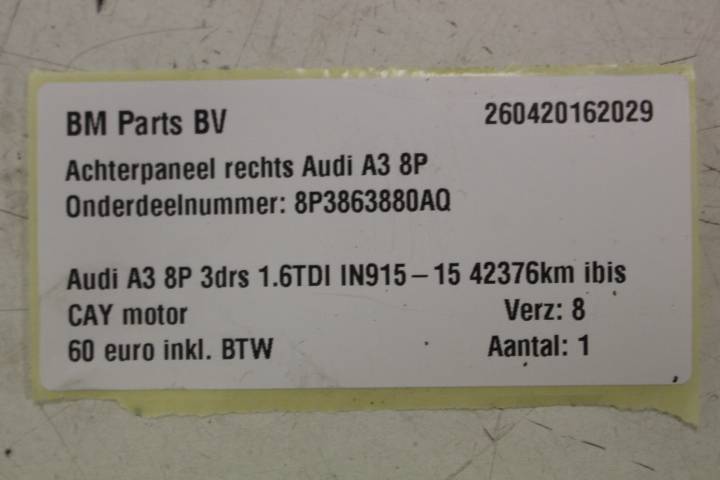 BM Parts BV 260420162029
Achterpaneel rechts Audi A3 8P
Onderdeelnummer: 8P3863880AQ
Audi A3 8P 3drs 1.6TDI IN915-15 42376km ibis
CAY motor Verz: 8
60 euro inkl. BTW Aantal: 1